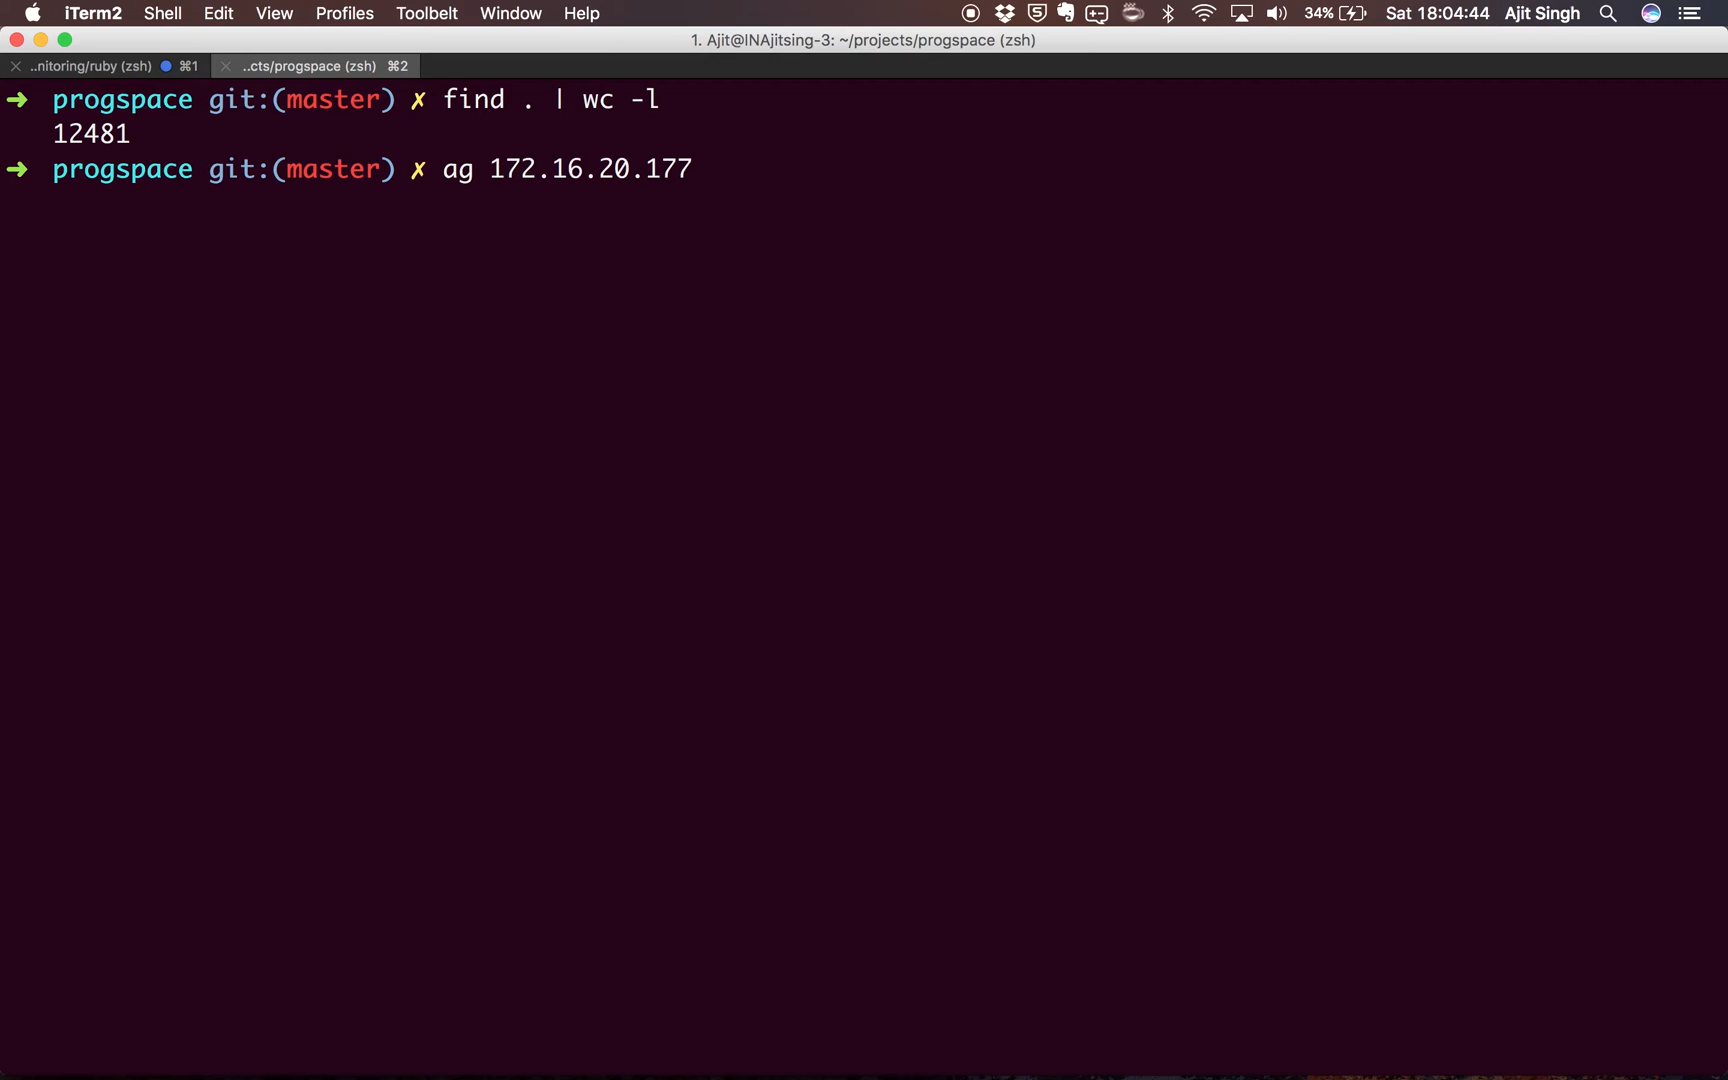 iTerm2 Shell Edit View Profiles Toolbelt Window Help 34% Sat 18:04:44 Ajit Singh
1. Ajit@INAjitsing-3: ~/projects/progspace (zsh)
..nitoring/ruby (zsh) ⌘1 ..cts/progspace (zsh) ⌘2
➜ progspace git:(master) ✗ find . | wc -l
12481
➜ progspace git:(master) ✗ ag 172.16.20.177